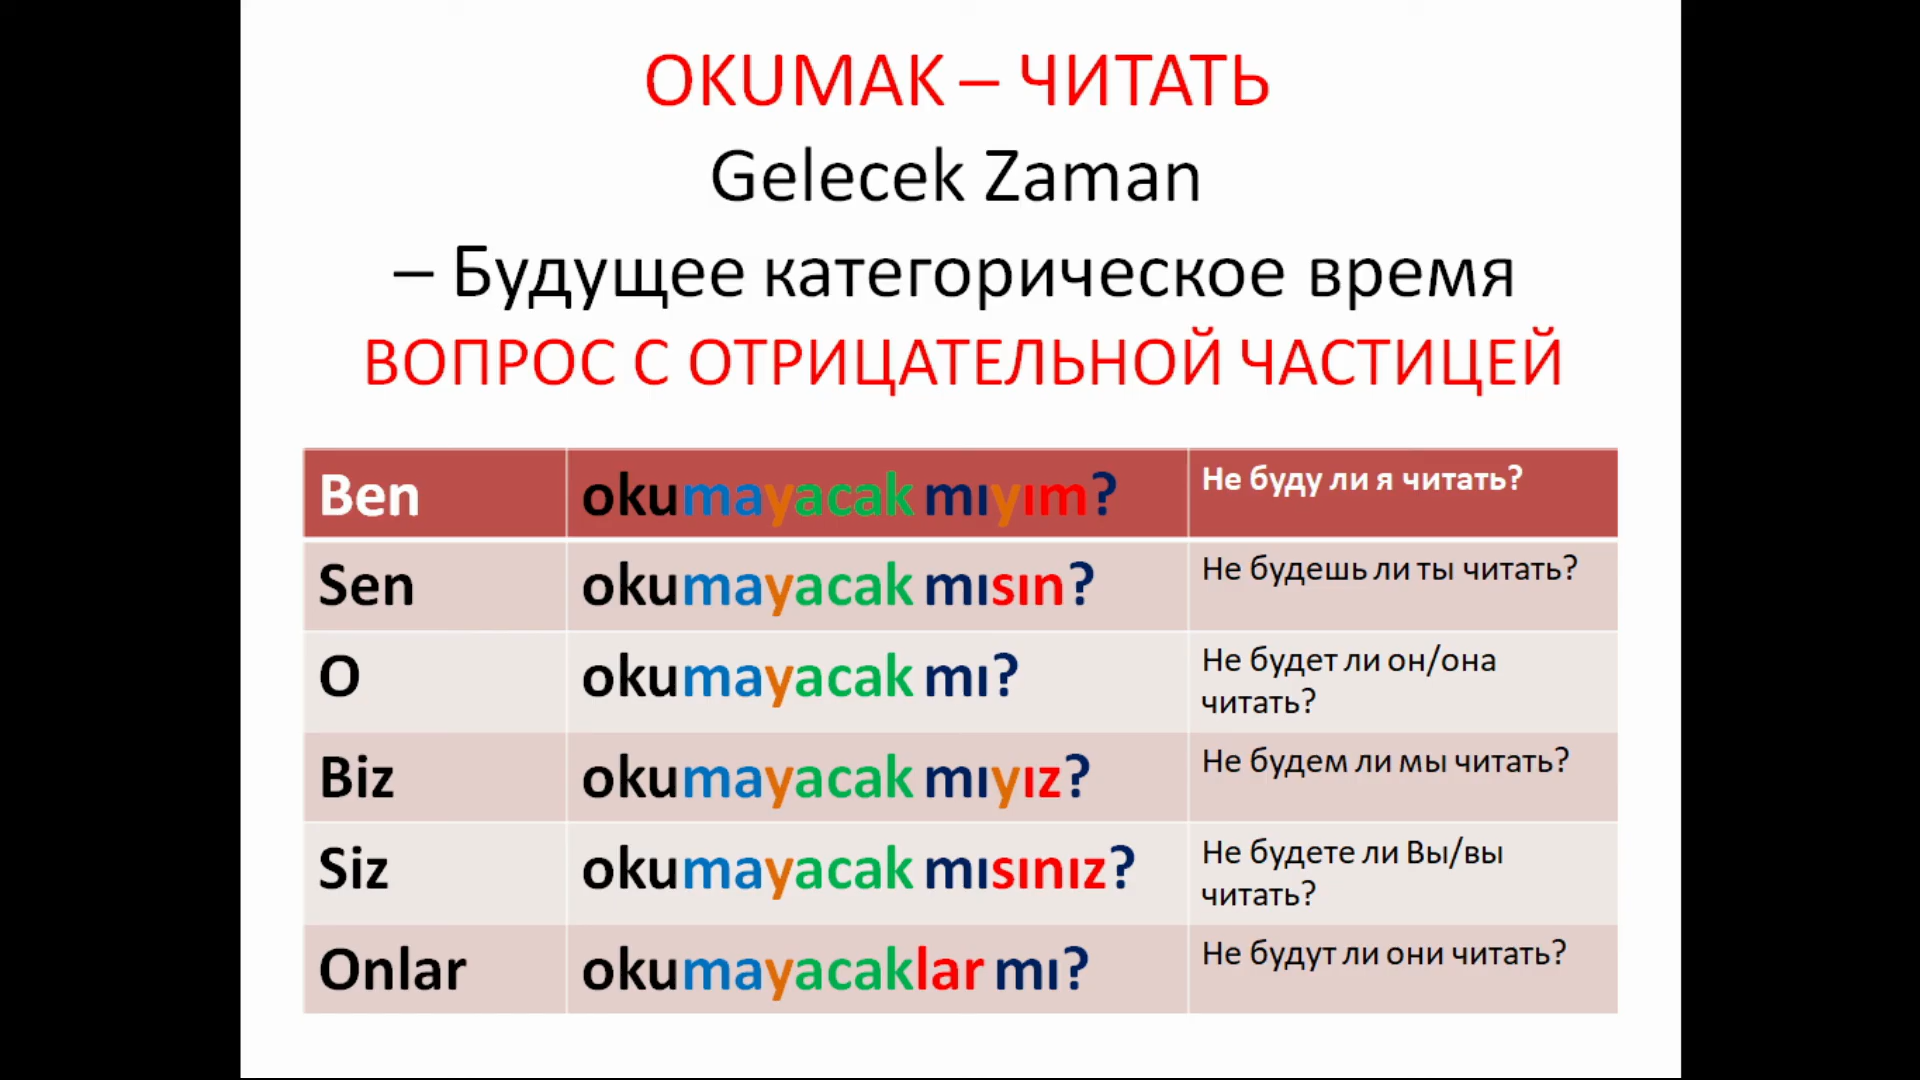 OKUMAK – ЧИТАТЬ
Gelecek Zaman
– Будущее категорическое время
ВОПРОС С ОТРИЦАТЕЛЬНОЙ ЧАСТИЦЕЙ
Ben okumayacak mıyım? Не буду ли я читать?
Sen okumayacak mısın? Не будешь ли ты читать?
O okumayacak mı? Не будет ли он/она
читать?
Biz okumayacak mıyız? Не будем ли мы читать?
Siz okumayacak mısınız? Не будете ли Вы/вы
читать?
Onlar okumayacaklar mı? Не будут ли они читать?